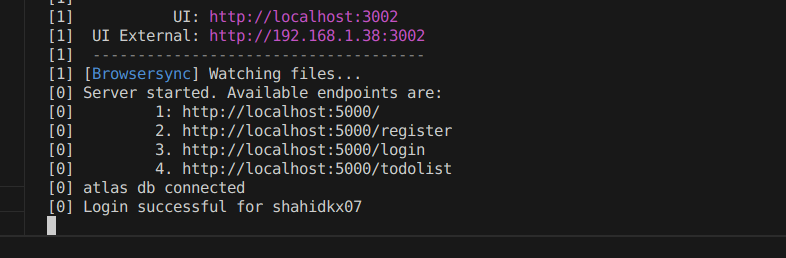 [1]
[1]           UI: http://localhost:3002
[1]  UI External: http://192.168.1.38:3002
[1]  -------------------------------------
[1] [Browsersync] Watching files...
[0] Server started. Available endpoints are:
[0]         1: http://localhost:5000/
[0]         2. http://localhost:5000/register
[0]         3. http://localhost:5000/login
[0]         4. http://localhost:5000/todolist
[0] atlas db connected
[0] Login successful for shahidkx07